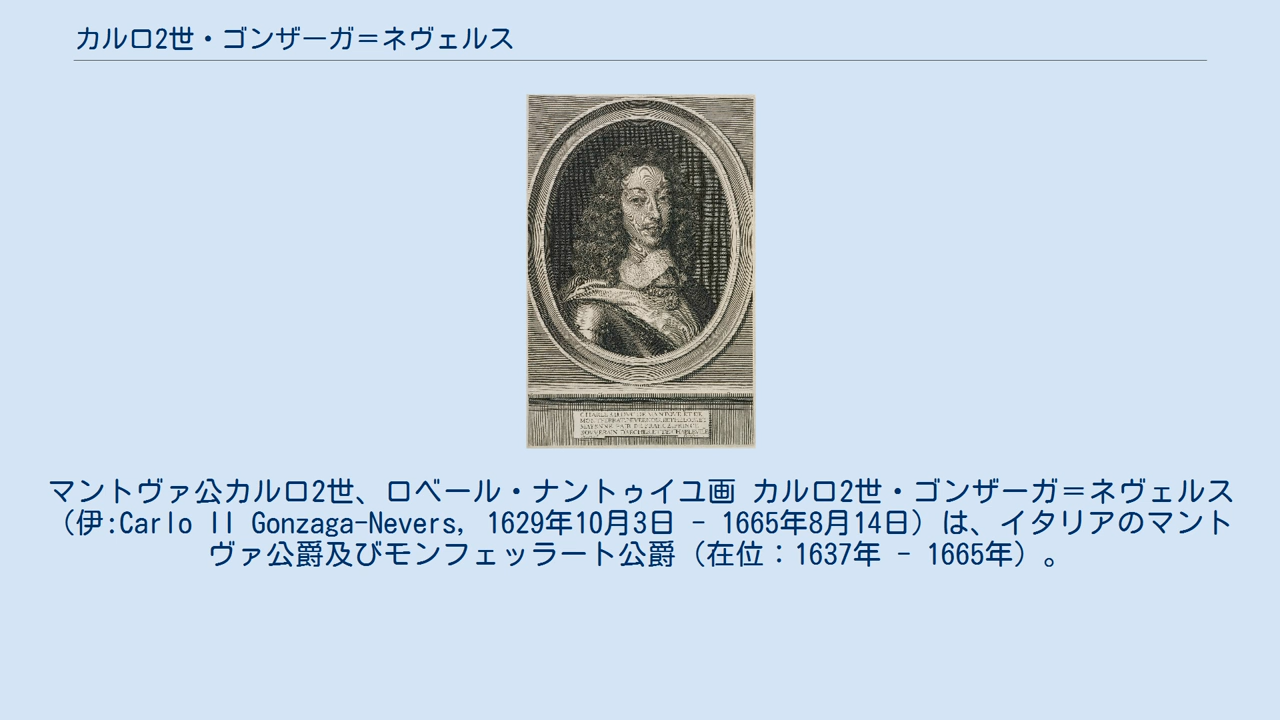 カルロ2世・ゴンザーガ＝ネヴェルス
マントヴァ公カルロ2世、ロベール・ナントゥイユ画 カルロ2世・ゴンザーガ＝ネヴェルス
（伊:Carlo II Gonzaga-Nevers, 1629年10月3日 - 1665年8月14日）は、イタリアのマント
ヴァ公爵及びモンフェッラート公爵（在位：1637年 - 1665年）。